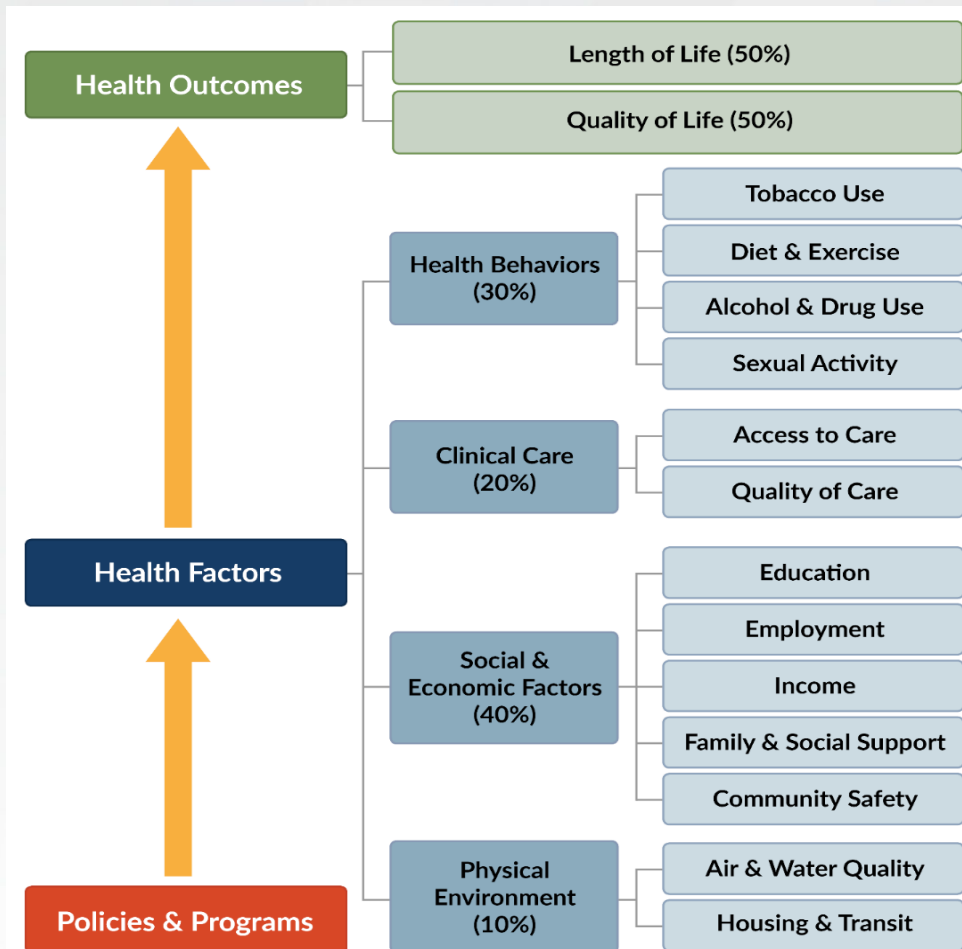 Health Outcomes
Length of Life (50%)
Quality of Life (50%)
Health Factors
Health Behaviors
(30%)
Tobacco Use
Diet & Exercise
Alcohol & Drug Use
Sexual Activity
Clinical Care
(20%)
Access to Care
Quality of Care
Social &
Economic Factors
(40%)
Education
Employment
Income
Family & Social Support
Community Safety
Physical
Environment
(10%)
Air & Water Quality
Housing & Transit
Policies & Programs